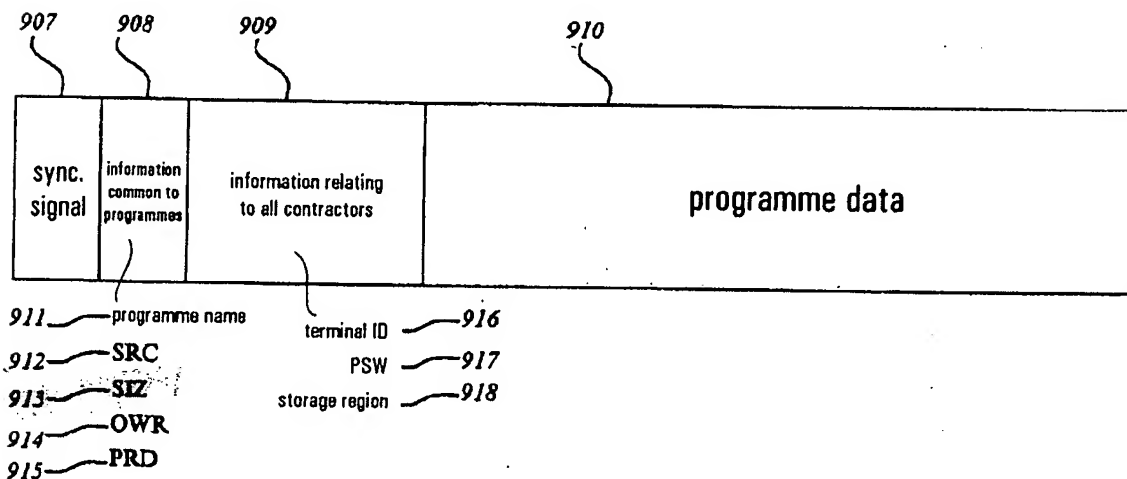 907 908 909 910
sync.
signal
information
common to
programmes
information relating
to all contractors
programme data
911 programme name
912 SRC
913 SIZ
914 OWR
915 PRD
terminal ID 916
PSW 917
storage region 918